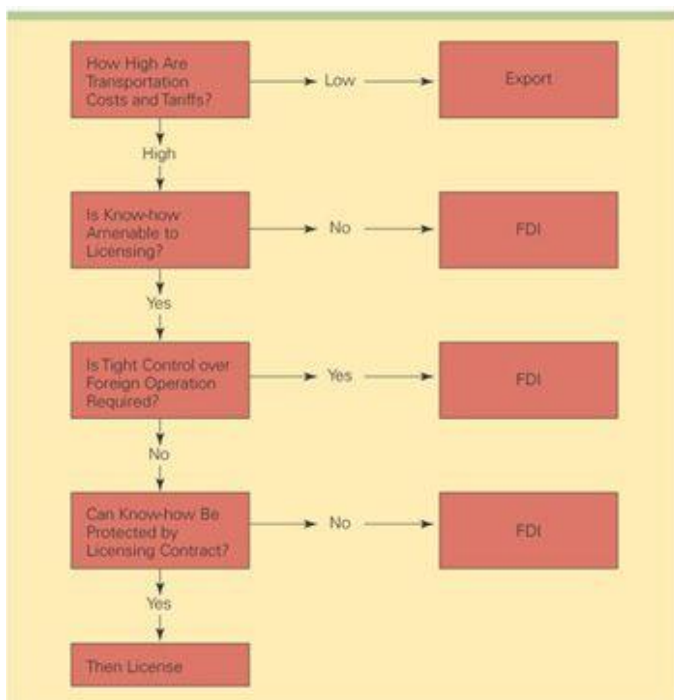 How High Are
Transportation
Costs and Tariffs?
Low
Export
High
Is Know-how
Amenable to
Licensing?
No
FDI
Yes
Is Tight Control over
Foreign Operation
Required?
Yes
FDI
No
Can Know-how Be
Protected by
Licensing Contract?
No
FDI
Yes
Then License